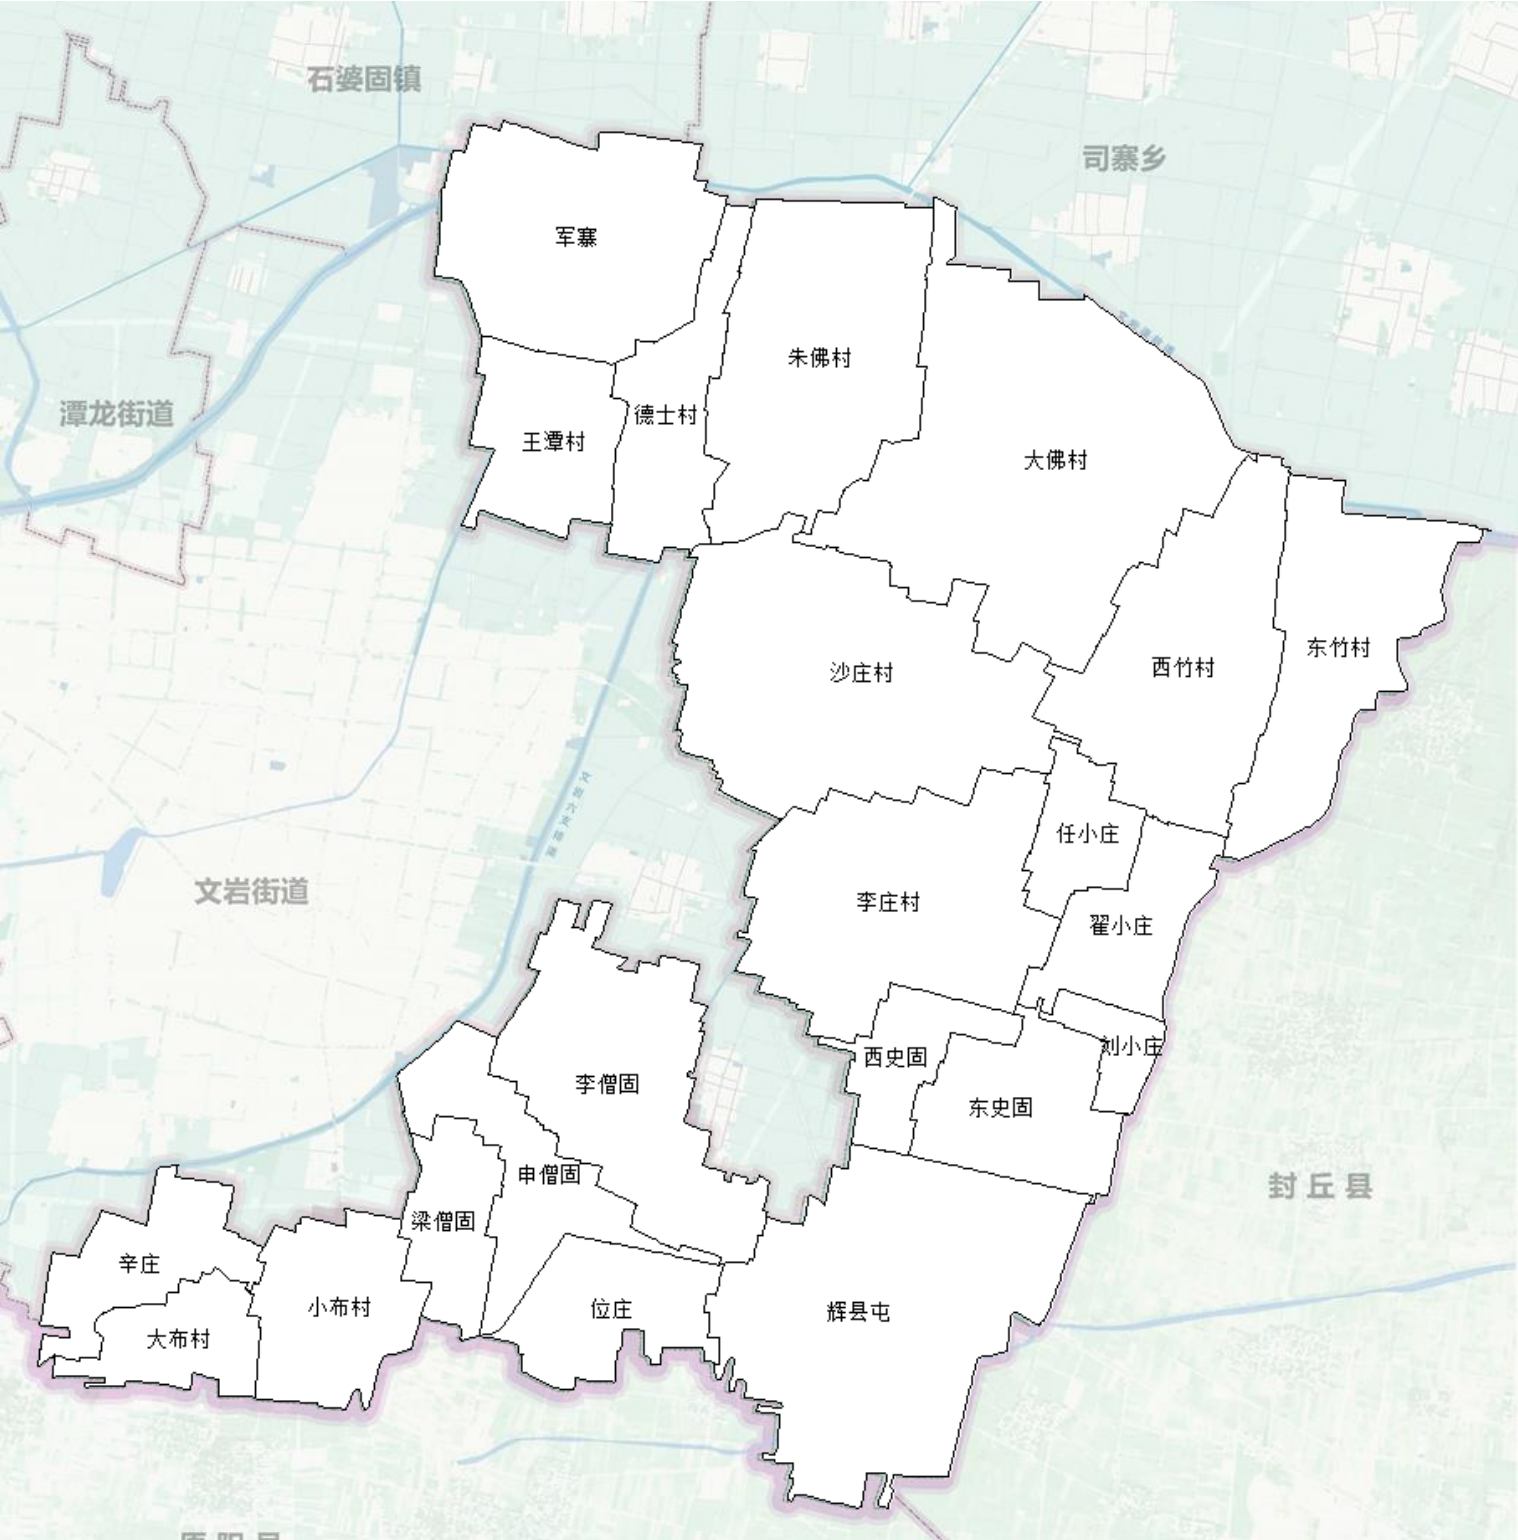 石婆固镇
司寨乡
军寨
朱佛村
潭龙街道
德士村
王潭村
大佛村
东竹村
西竹村
沙庄村
任小庄
文岩街道
李庄村
翟小庄
刘小庄
西史固
李僧固
东史固
申僧固
封丘县
梁僧固
辛庄
小布村
位庄
辉县屯
大布村